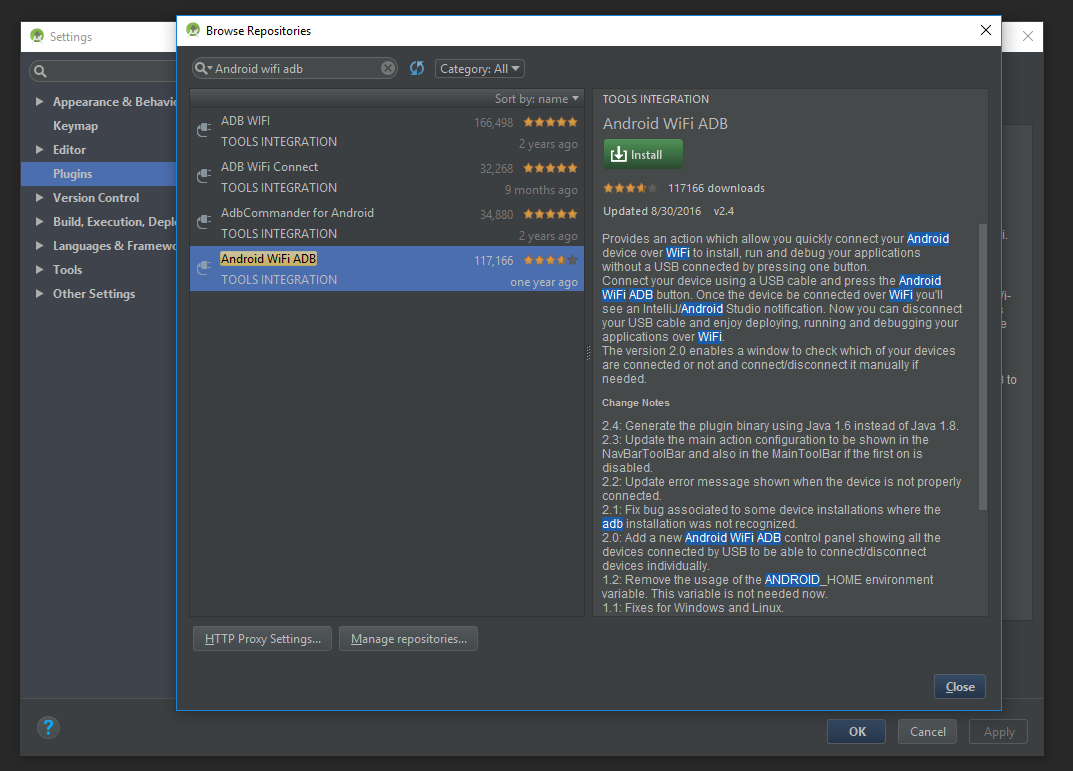 Settings
Browse Repositories
Android wifi adb
Category: All
Appearance & Behavio
Keymap
Editor
Plugins
Version Control
Build, Execution, Deplo
Languages & Framewo
Tools
Other Settings
Sort by: name
ADB WIFI 166,498
TOOLS INTEGRATION 2 years ago
ADB WiFi Connect 32,268
TOOLS INTEGRATION 9 months ago
AdbCommander for Android 34,880
TOOLS INTEGRATION 2 years ago
Android WiFi ADB 117,166
TOOLS INTEGRATION one year ago
TOOLS INTEGRATION
Android WiFi ADB
Install
117166 downloads
Updated 8/30/2016 v2.4
Provides an action which allow you quickly connect your Android
device over WiFi to install, run and debug your applications
without a USB connected by pressing one button.
Connect your device using a USB cable and press the Android
WiFi ADB button. Once the device be connected over WiFi you'll
see an IntelliJ/Android Studio notification. Now you can disconnect
your USB cable and enjoy deploying, running and debugging your
applications over WiFi.
The version 2.0 enables a window to check which of your devices
are connected or not and connect/disconnect it manually if
needed.
Change Notes
2.4: Generate the plugin binary using Java 1.6 instead of Java 1.8.
2.3: Update the main action configuration to be shown in the
NavBarToolBar and also in the MainToolBar if the first on is
disabled.
2.2: Update error message shown when the device is not properly
connected.
2.1: Fix bug associated to some device installations where the
adb installation was not recognized.
2.0: Add a new Android WiFi ADB control panel showing all the
devices connected by USB to be able to connect/disconnect
devices individually.
1.2: Remove the usage of the ANDROID_HOME environment
variable. This variable is not needed now.
1.1: Fixes for Windows and Linux.
HTTP Proxy Settings...
Manage repositories...
Close
?
OK
Cancel
Apply